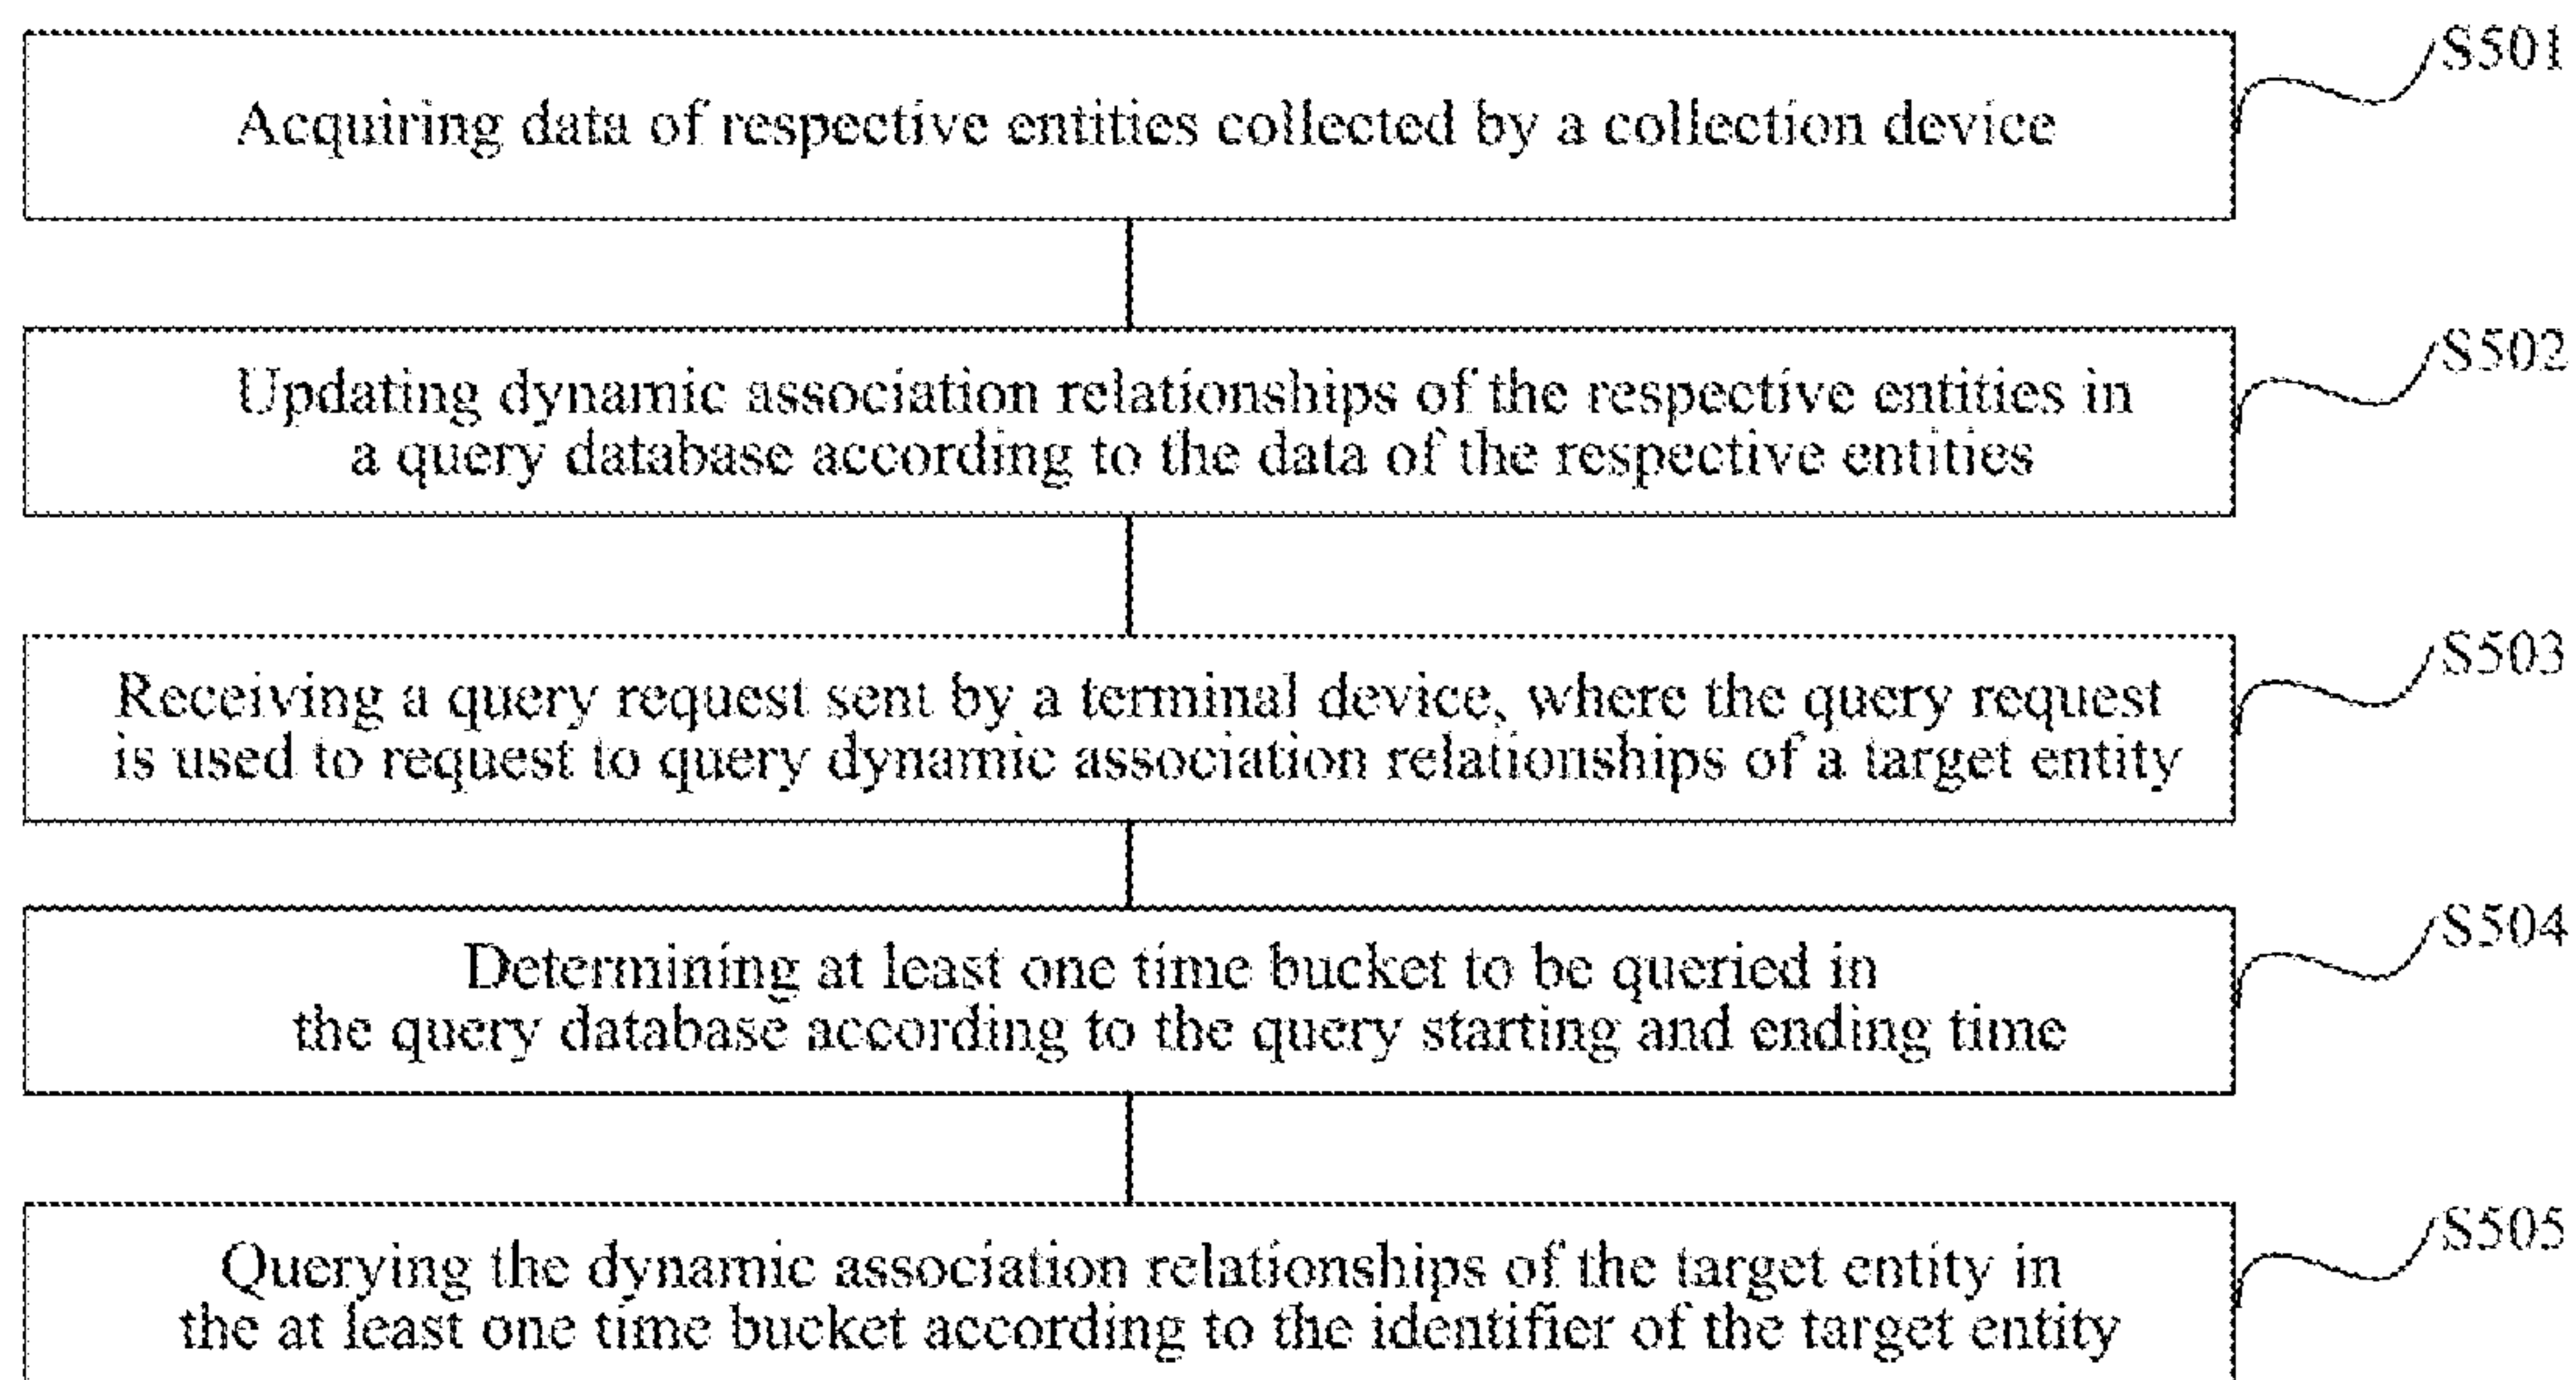 S501
Acquiring data of respective entities collected by a collection device
S502
Updating dynamic association relationships of the respective entities in
a query database according to the data of the respective entities
S503
Receiving a query request sent by a terminal device, where the query request
is used to request to query dynamic association relationships of a target entity
S504
Determining at least one time bucket to be queried in
the query database according to the query starting and ending time
S505
Querying the dynamic association relationships of the target entity in
the at least one time bucket according to the identifier of the target entity